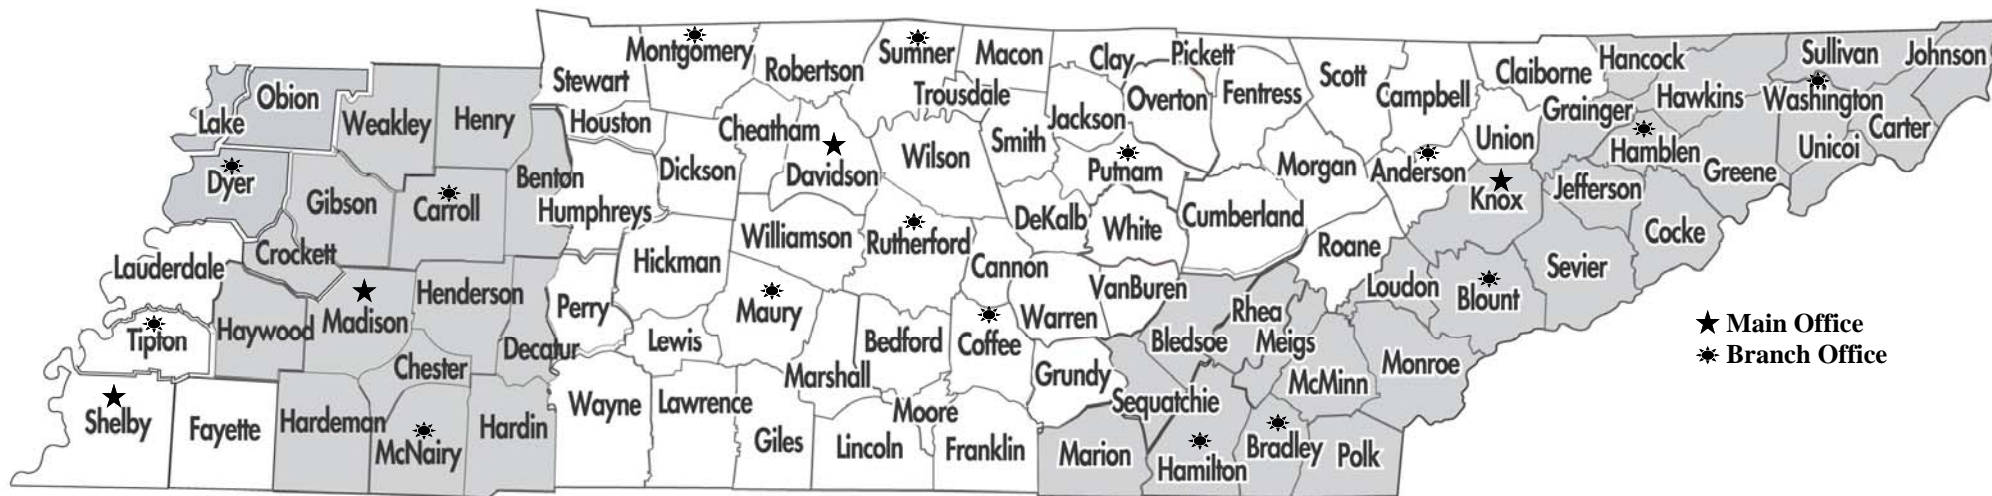 Montgomery
Sumner
Macon
Clay
Pickett
Stewart
Robertson
Trousdale
Scott
Claiborne
Hancock
Sullivan
Johnson
Obion
Lake
Weakley
Henry
Houston
Cheatham
Jackson
Overton
Fentress
Campbell
Grainger
Hawkins
Washington
Carter
Union
Smith
Wilson
Davidson
Dickson
Putnam
Morgan
Anderson
Hamblen
Greene
Unicoi
Dyer
Gibson
Carroll
Benton
Humphreys
DeKalb
White
Cumberland
Knox
Jefferson
Williamson
Rutherford
Roane
Cocke
Crockett
Lauderdale
Hickman
Cannon
VanBuren
Loudon
Blount
Sevier
Henderson
Perry
Maury
Warren
Rhea
Haywood
Madison
Tipton
Decatur
Lewis
Bedford
Coffee
Bledsoe
Meigs
Monroe
★ Main Office
Branch Office
Chester
Marshall
Grundy
McMinn
Shelby
Fayette
Hardeman
McNairy
Hardin
Wayne
Lawrence
Giles
Moore
Lincoln
Franklin
Sequatchie
Marion
Hamilton
Bradley
Polk